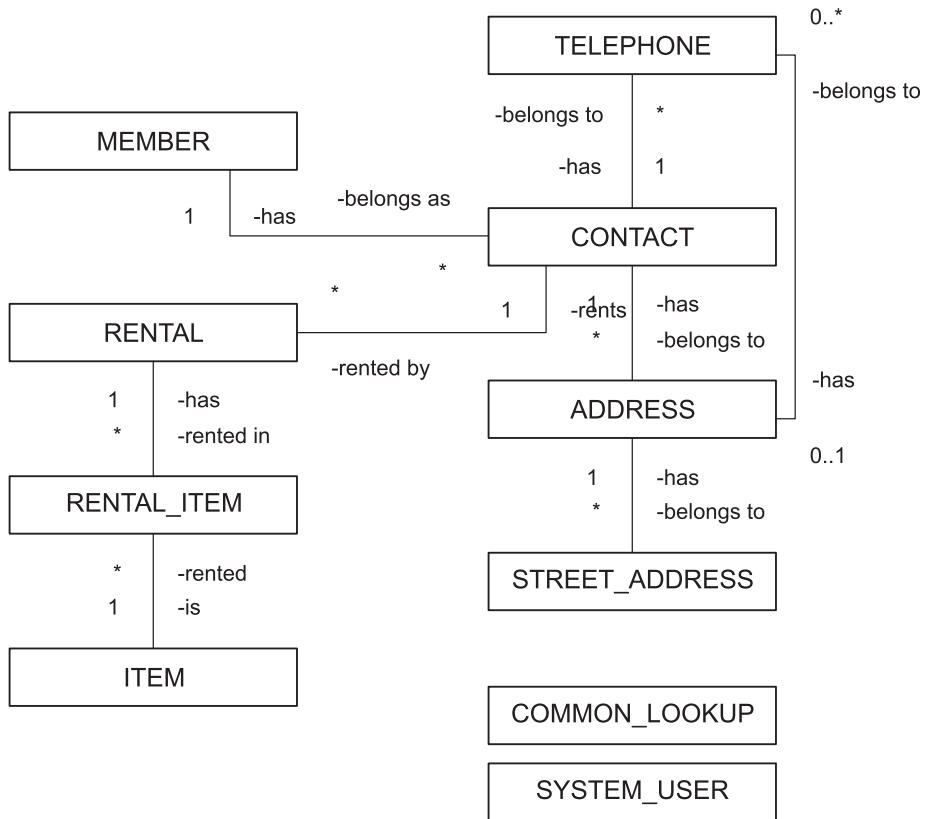 0..*
TELEPHONE
-belongs to
-belongs to *
MEMBER
-has 1
-belongs as
1 -has
CONTACT
*
*
1 -rents 1 -has
RENTAL
* -belongs to
-rented by
-has
1 -has
ADDRESS
* -rented in
0..1
1 -has
RENTAL_ITEM
* -belongs to
* -rented
STREET_ADDRESS
1 -is
ITEM
COMMON_LOOKUP
SYSTEM_USER